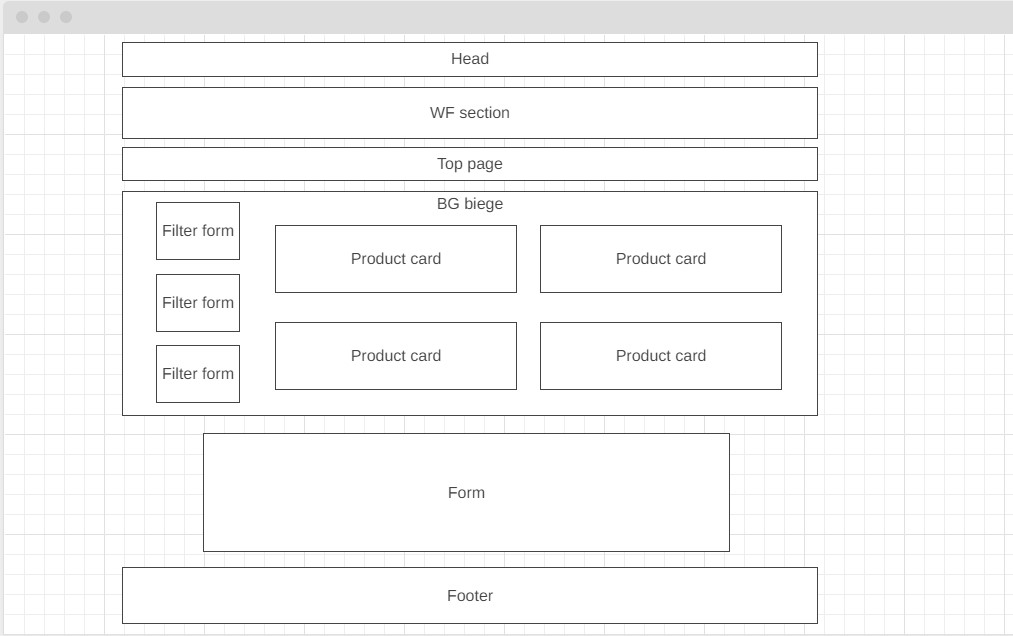 Head
WF section
Top page
BG biege
Filter form
Filter form
Filter form
Product card
Product card
Product card
Product card
Form
Footer